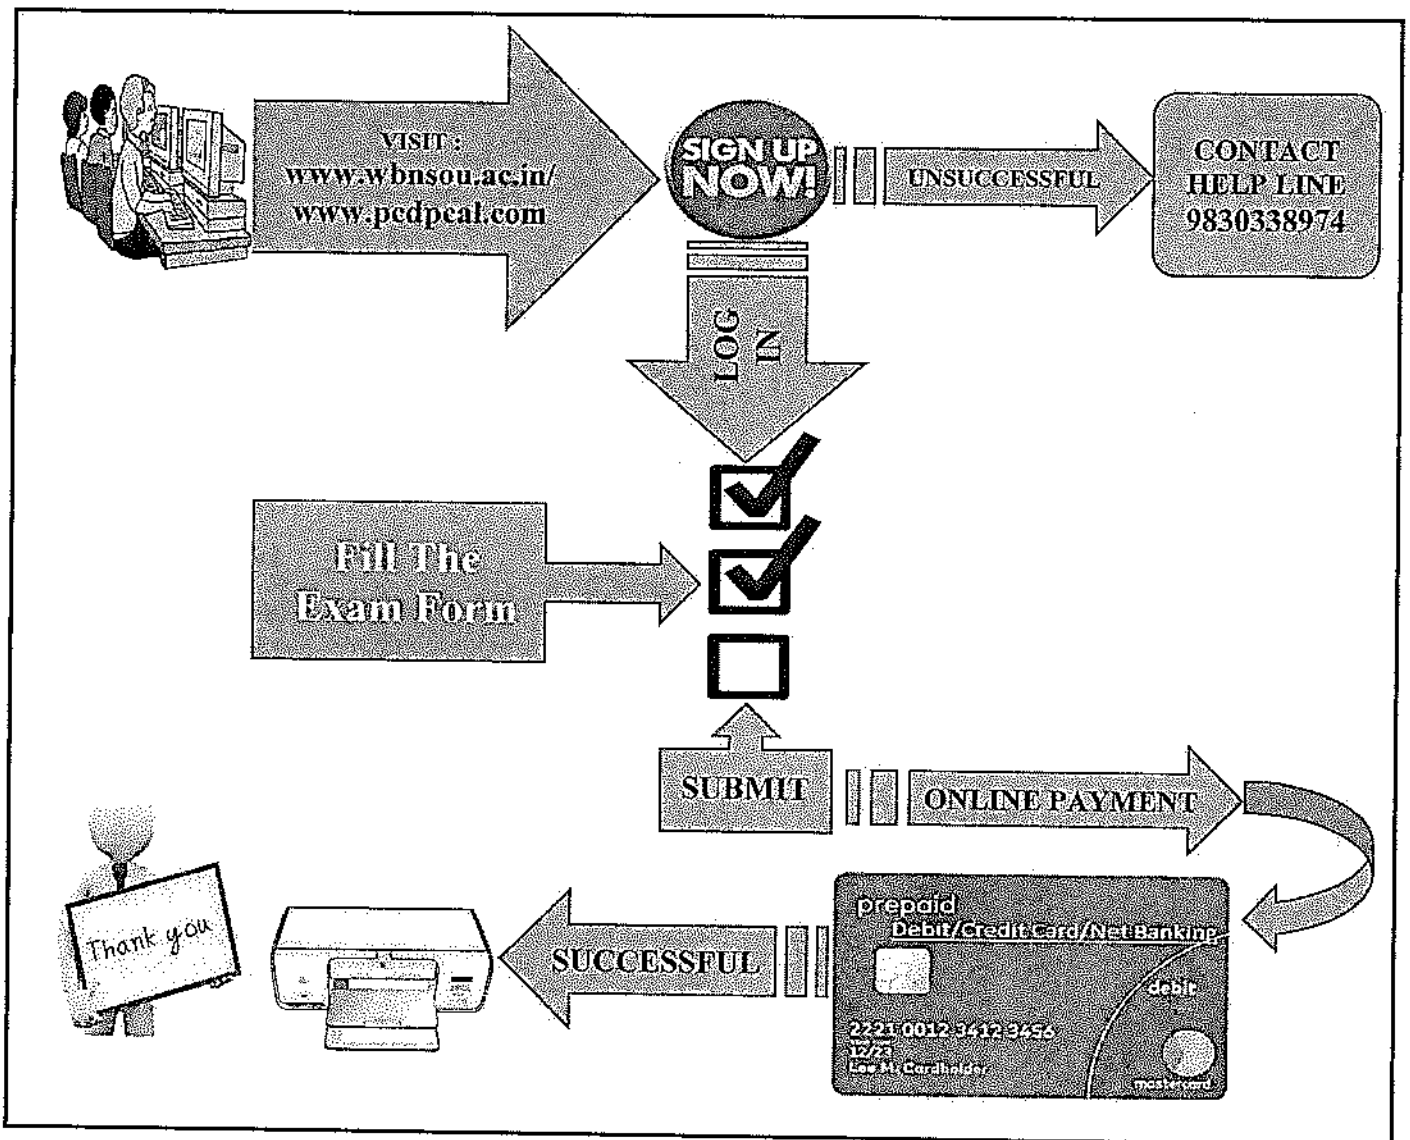 VISIT :
www.wbnsou.ac.in/
www.pcdpcal.com
SIGN UP
NOW!
UNSUCCESSFUL
CONTACT
HELP LINE
9830338974
LOG
IN
Fill The
Exam Form
SUBMIT
ONLINE PAYMENT
prepaid
Debit/Credit Card/Net Banking
debit
2221 0012 3412 3456
12/23
Lee M. Cardholder
mastercard
SUCCESSFUL
Thank you